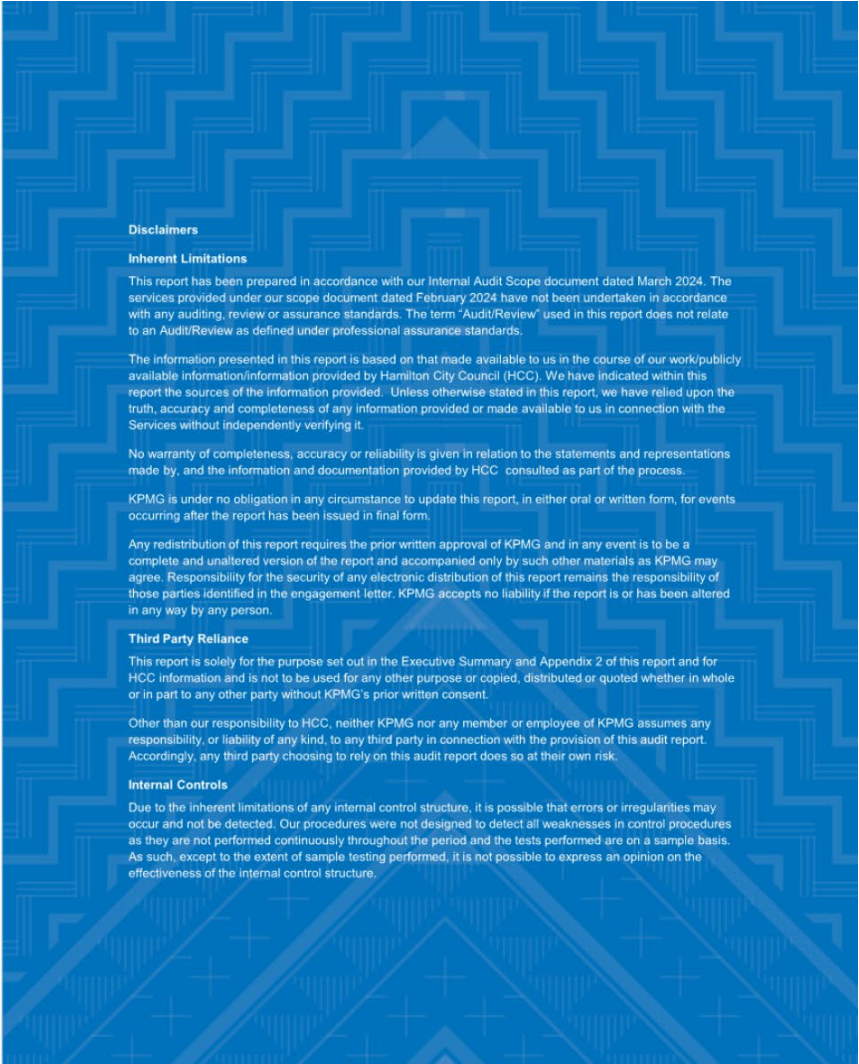 Disclaimers
Inherent Limitations
This report has been prepared in accordance with our Internal Audit Scope document dated March 2024. The
services provided under our scope document dated February 2024 have not been undertaken in accordance
with any auditing, review or assurance standards. The term “Audit/Review” used in this report does not relate
to an Audit/Review as defined under professional assurance standards.
The information presented in this report is based on that made available to us in the course of our work/publicly
available information/information provided by Hamilton City Council (HCC). We have indicated within this
report the sources of the information provided.  Unless otherwise stated in this report, we have relied upon the
truth, accuracy and completeness of any information provided or made available to us in connection with the
Services without independently verifying it.
No warranty of completeness, accuracy or reliability is given in relation to the statements and representations
made by, and the information and documentation provided by HCC  consulted as part of the process.
KPMG is under no obligation in any circumstance to update this report, in either oral or written form, for events
occurring after the report has been issued in final form.
Any redistribution of this report requires the prior written approval of KPMG and in any event is to be a
complete and unaltered version of the report and accompanied only by such other materials as KPMG may
agree. Responsibility for the security of any electronic distribution of this report remains the responsibility of
those parties identified in the engagement letter. KPMG accepts no liability if the report is or has been altered
in any way by any person.
Third Party Reliance
This report is solely for the purpose set out in the Executive Summary and Appendix 2 of this report and for
HCC information and is not to be used for any other purpose or copied, distributed or quoted whether in whole
or in part to any other party without KPMG’s prior written consent.
Other than our responsibility to HCC, neither KPMG nor any member or employee of KPMG assumes any
responsibility, or liability of any kind, to any third party in connection with the provision of this audit report.
Accordingly, any third party choosing to rely on this audit report does so at their own risk.
Internal Controls
Due to the inherent limitations of any internal control structure, it is possible that errors or irregularities may
occur and not be detected. Our procedures were not designed to detect all weaknesses in control procedures
as they are not performed continuously throughout the period and the tests performed are on a sample basis.
As such, except to the extent of sample testing performed, it is not possible to express an opinion on the
effectiveness of the internal control structure.